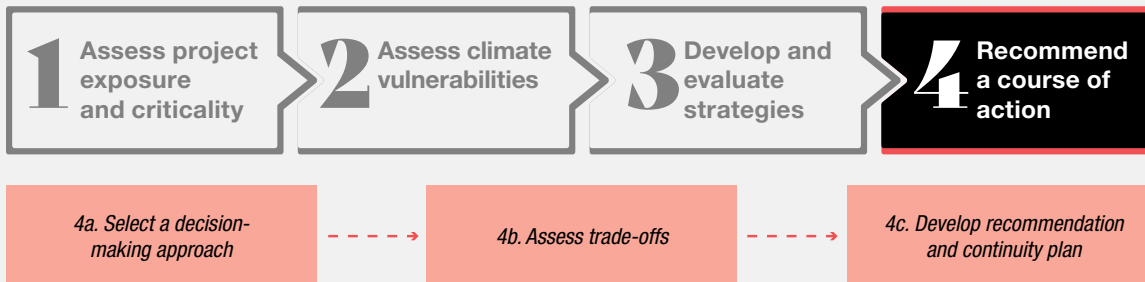 1
Assess project
exposure
and criticality
2
Assess climate
vulnerabilities
3
Develop and
evaluate
strategies
4
Recommend
a course of
action
4a. Select a decision-
making approach
4b. Assess trade-offs
4c. Develop recommendation
and continuity plan